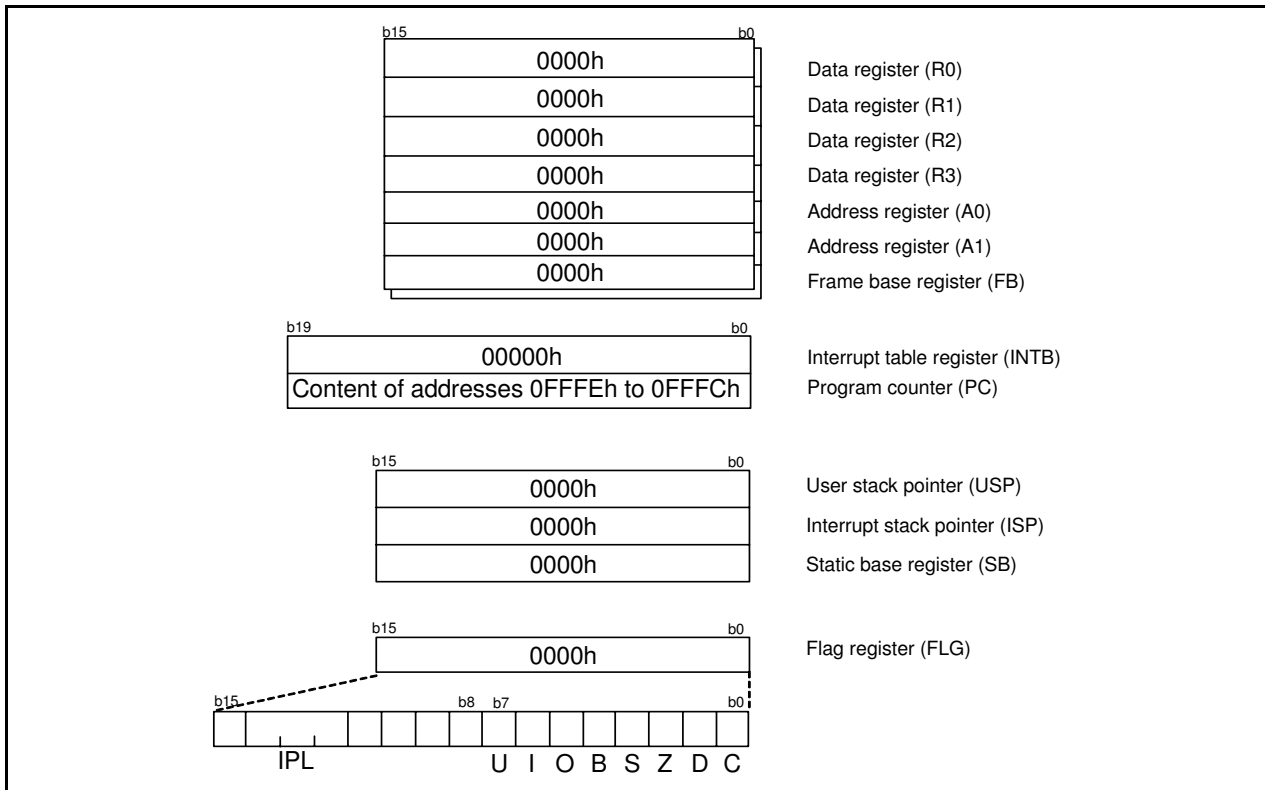 b15 b0
0000h Data register (R0)
0000h Data register (R1)
0000h Data register (R2)
0000h Data register (R3)
0000h Address register (A0)
0000h Address register (A1)
0000h Frame base register (FB)
b19 b0
00000h Interrupt table register (INTB)
Content of addresses 0FFFEh to 0FFFCh Program counter (PC)
b15 b0
0000h User stack pointer (USP)
0000h Interrupt stack pointer (ISP)
0000h Static base register (SB)
b15 b0
0000h Flag register (FLG)
b15 b8 b7 b0
IPL U I O B S Z D C